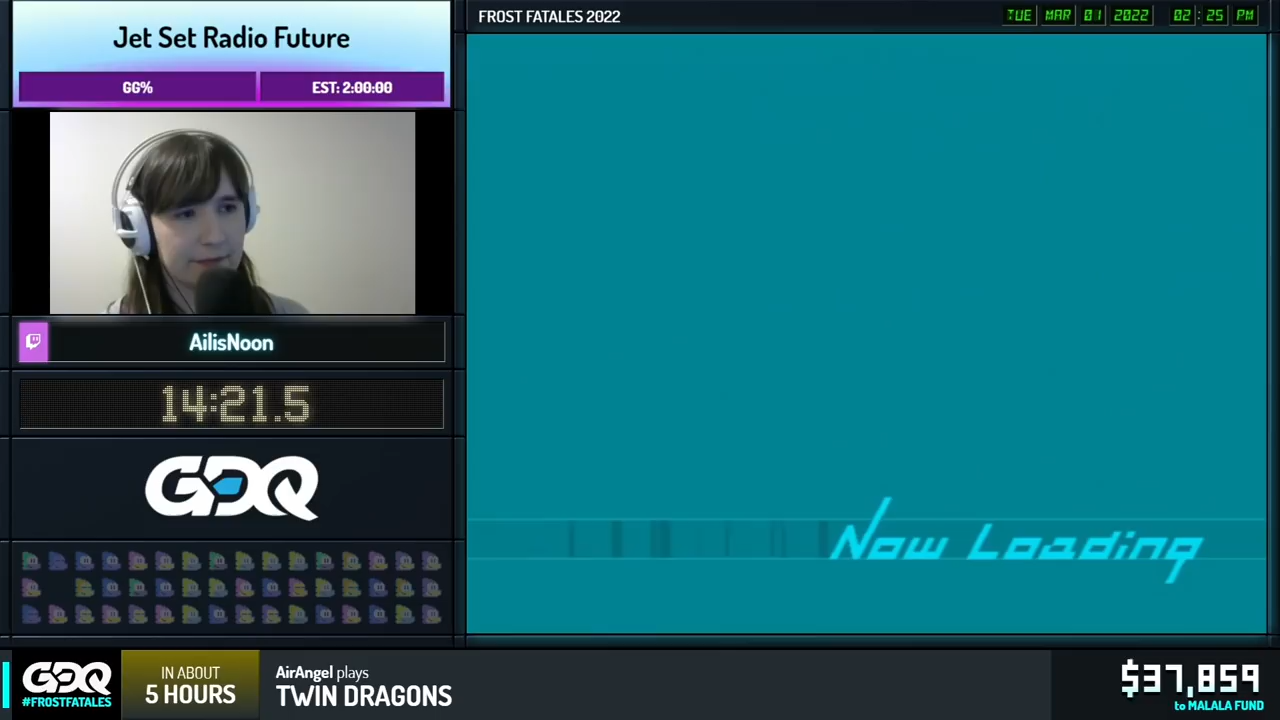 Jet Set Radio Future
GG%
EST: 2:00:00
FROST FATALES 2022
TUE MAR 01 2022 02:25 PM
AilisNoon
14:21.5
GDQ
Now Loading
GDQ
#FROSTFATALES
IN ABOUT
5 HOURS
AirAngel plays
TWIN DRAGONS
$37,859
to MALALA FUND